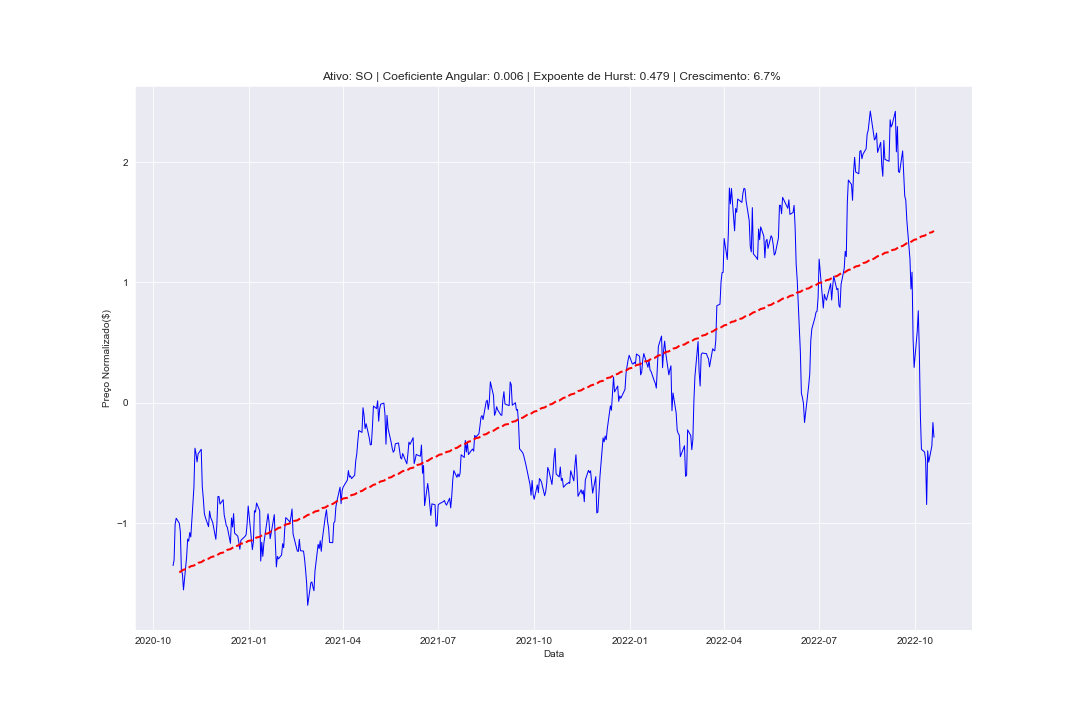 Ativo: SO | Coeficiente Angular: 0.006 | Expoente de Hurst: 0.479 | Crescimento: 6.7%
Preço Normalizado($)
2
1
0
−1
2020-10 2021-01 2021-04 2021-07 2021-10 2022-01 2022-04 2022-07 2022-10
Data